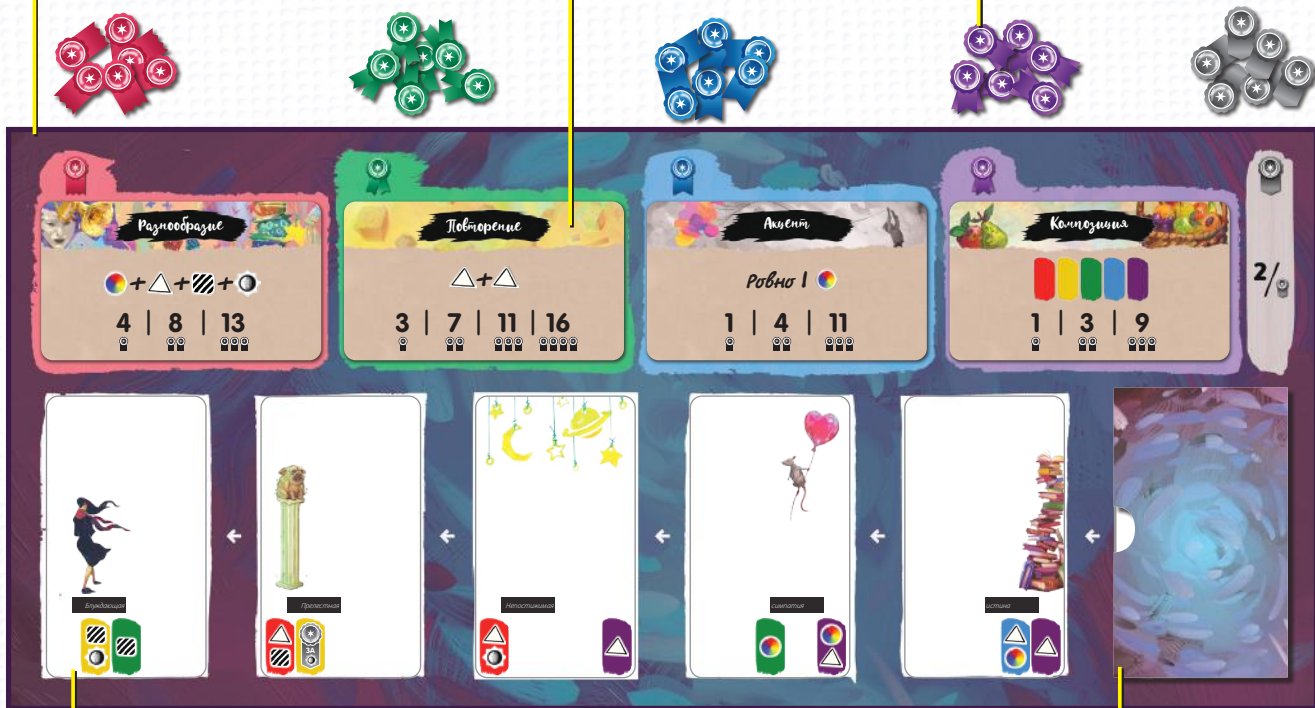 Разнообразие
Повторение
Акцент
Композиция
+ + +
+
Ровно 1
2/
4 | 8 | 13
3 | 7 | 11 | 16
1 | 4 | 11
1 | 3 | 9
Блуждающая
Прелестная
Непостижимая
симпатия
истина
ЗА